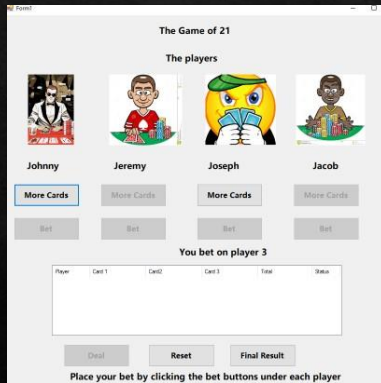 Form1
The Game of 21
The players
Johnny Jeremy Joseph Jacob
More Cards More Cards More Cards More Cards
Bet Bet Bet Bet
You bet on player 3
Player Card 1 Card2 Card 3 Total Status
Deal Reset Final Result
Place your bet by clicking the bet buttons under each player